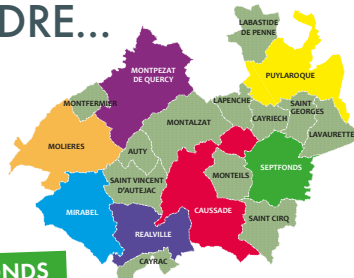 DRE...
LABASTIDE
DE PENNE
MONTPEZAT
DE QUERCY
PUYLAROQUE
MONTFERMIER
LAPENCHE
SAINT
GEORGES
CAYRIECH
MONTALZAT
LAVAURETTE
MOLIERES
AUTY
SAINT VINCENT
D'AUTEJAC
MONTEILS
SEPTFONDS
MIRABEL
CAUSSADE
SAINT CIRQ
REALVILLE
CAYRAC
ONDS